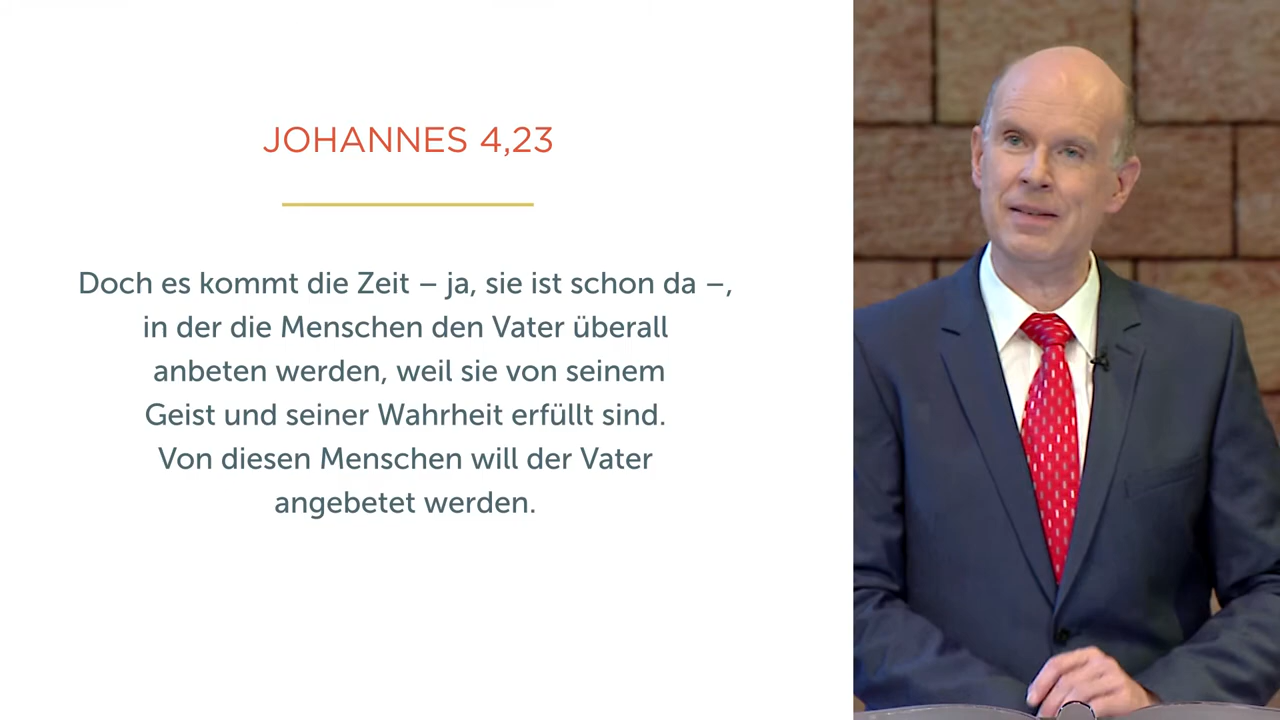 JOHANNES 4,23
Doch es kommt die Zeit – ja, sie ist schon da –,
in der die Menschen den Vater überall
anbeten werden, weil sie von seinem
Geist und seiner Wahrheit erfüllt sind.
Von diesen Menschen will der Vater
angebetet werden.